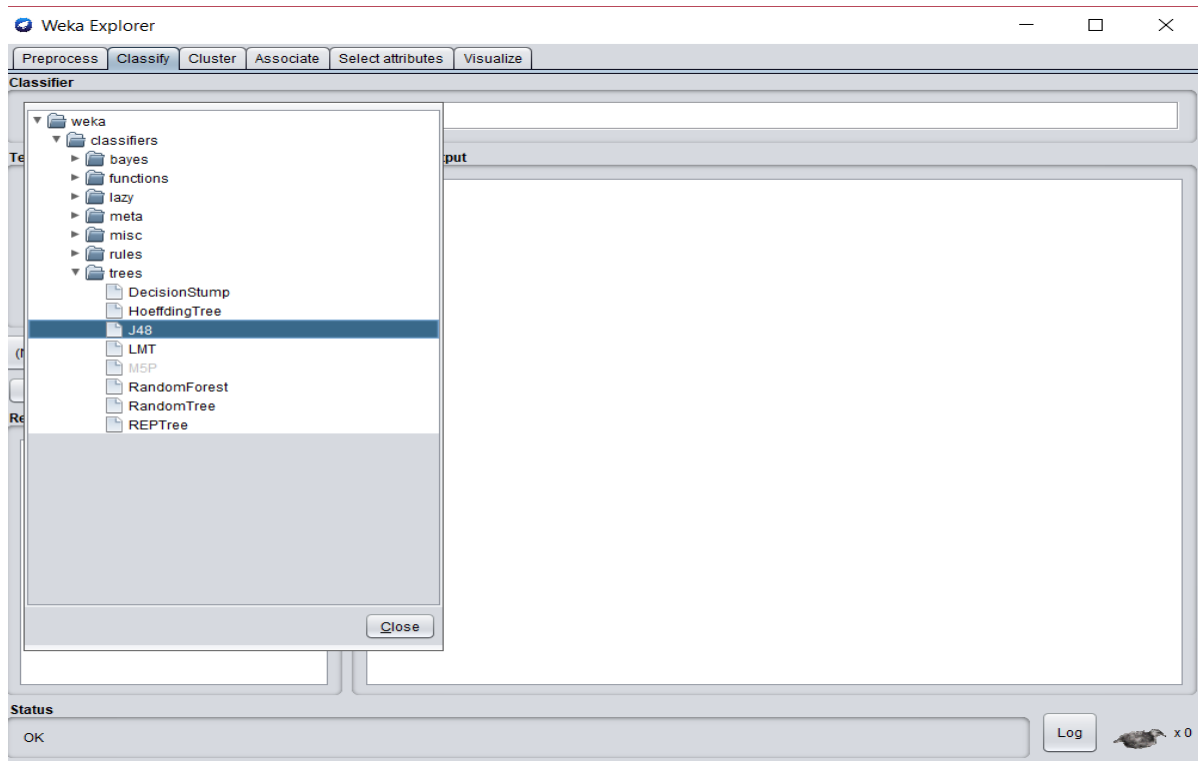 Weka Explorer
Preprocess Classify Cluster Associate Select attributes Visualize
Classifier
weka
classifiers
bayes
functions
lazy
meta
misc
rules
trees
DecisionStump
HoeffdingTree
J48
LMT
M5P
RandomForest
RandomTree
REPTree
Close
Status
OK
Log
x 0